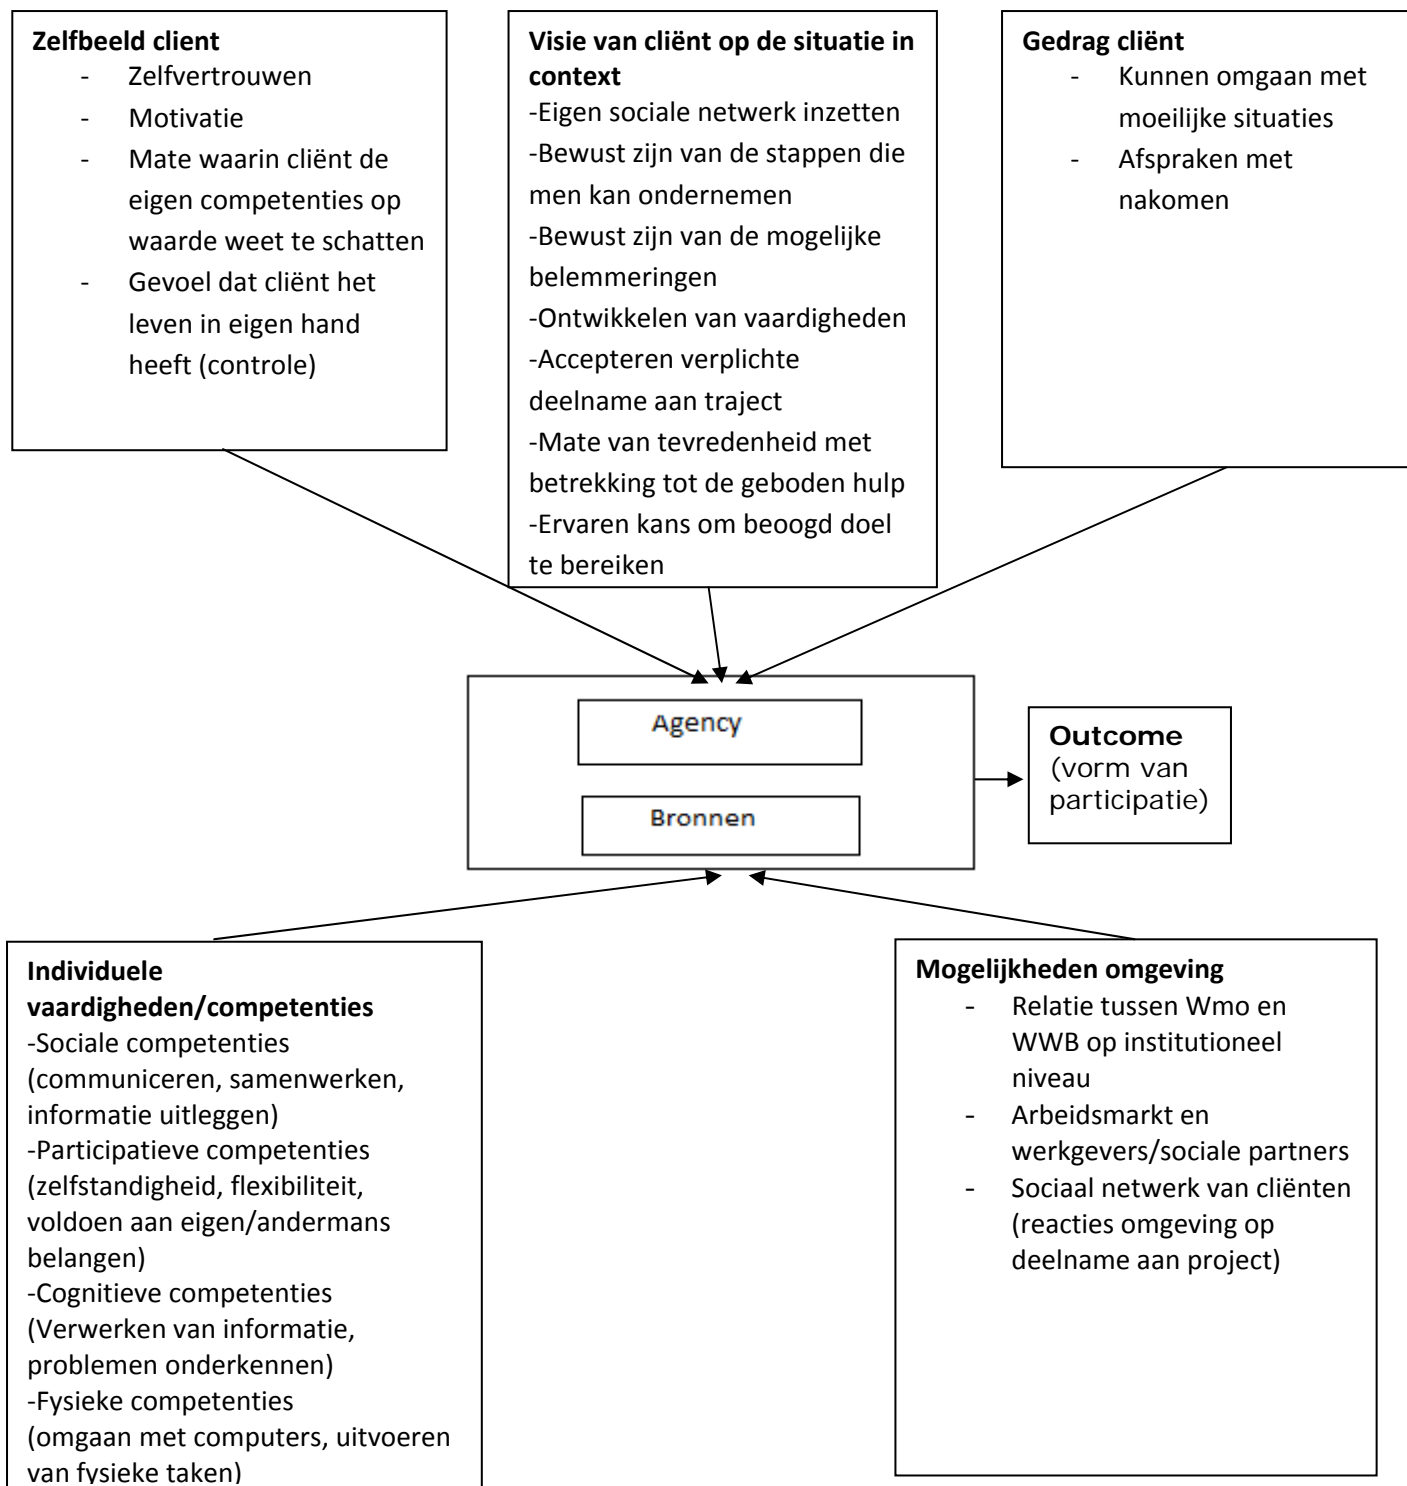 Zelfbeeld client
- Zelfvertrouwen
- Motivatie
- Mate waarin cliënt de
eigen competenties op
waarde weet te schatten
- Gevoel dat cliënt het
leven in eigen hand
heeft (controle)
Visie van cliënt op de situatie in
context
-Eigen sociale netwerk inzetten
-Bewust zijn van de stappen die
men kan ondernemen
-Bewust zijn van de mogelijke
belemmeringen
-Ontwikkelen van vaardigheden
-Accepteren verplichte
deelname aan traject
-Mate van tevredenheid met
betrekking tot de geboden hulp
-Ervaren kans om beoogd doel
te bereiken
Gedrag cliënt
- Kunnen omgaan met
moeilijke situaties
- Afspraken met
nakomen
Agency
Bronnen
Outcome
(vorm van
participatie)
Individuele
vaardigheden/competenties
-Sociale competenties
(communiceren, samenwerken,
informatie uitleggen)
-Participatieve competenties
(zelfstandigheid, flexibiliteit,
voldoen aan eigen/andermans
belangen)
-Cognitieve competenties
(Verwerken van informatie,
problemen onderkennen)
-Fysieke competenties
(omgaan met computers, uitvoeren
van fysieke taken)
Mogelijkheden omgeving
- Relatie tussen Wmo en
WWB op institutioneel
niveau
- Arbeidsmarkt en
werkgevers/sociale partners
- Sociaal netwerk van cliënten
(reacties omgeving op
deelname aan project)